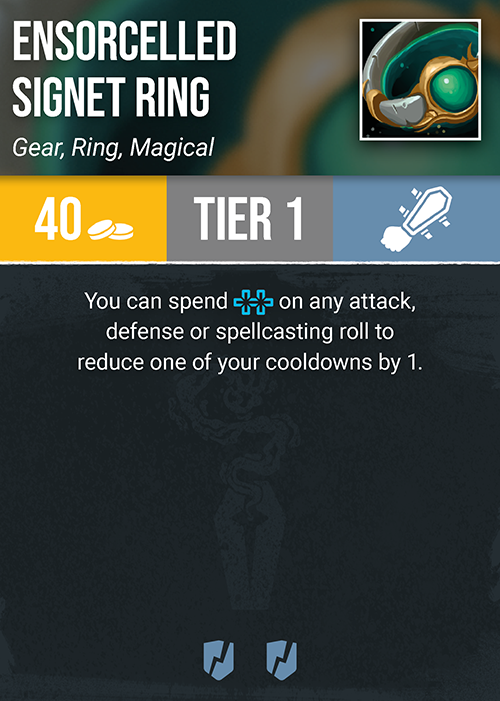 ENSORCELLED
SIGNET RING
Gear, Ring, Magical
40
TIER 1
You can spend on any attack,
defense or spellcasting roll to
reduce one of your cooldowns by 1.